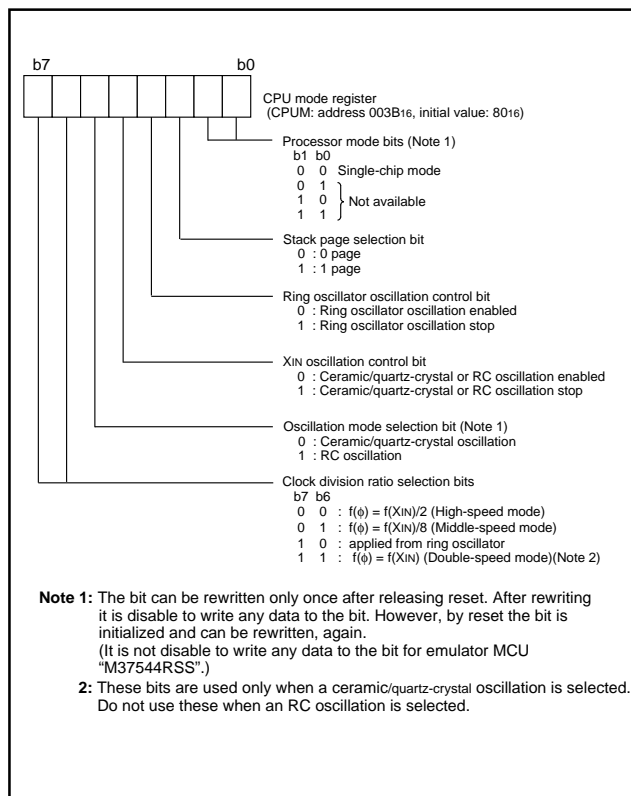 b7 b0
CPU mode register
(CPUM: address 003B16, initial value: 8016)
Processor mode bits (Note 1)
b1 b0
0 0 Single-chip mode
0 1
1 0 Not available
1 1
Stack page selection bit
0 : 0 page
1 : 1 page
Ring oscillator oscillation control bit
0 : Ring oscillator oscillation enabled
1 : Ring oscillator oscillation stop
XIN oscillation control bit
0 : Ceramic/quartz-crystal or RC oscillation enabled
1 : Ceramic/quartz-crystal or RC oscillation stop
Oscillation mode selection bit (Note 1)
0 : Ceramic/quartz-crystal oscillation
1 : RC oscillation
Clock division ratio selection bits
b7 b6
0 0 : f(φ) = f(XIN)/2 (High-speed mode)
0 1 : f(φ) = f(XIN)/8 (Middle-speed mode)
1 0 : applied from ring oscillator
1 1 : f(φ) = f(XIN) (Double-speed mode)(Note 2)
Note 1: The bit can be rewritten only once after releasing reset. After rewriting
it is disable to write any data to the bit. However, by reset the bit is
initialized and can be rewritten, again.
(It is not disable to write any data to the bit for emulator MCU
“M37544RSS”.)
2: These bits are used only when a ceramic/quartz-crystal oscillation is selected.
Do not use these when an RC oscillation is selected.